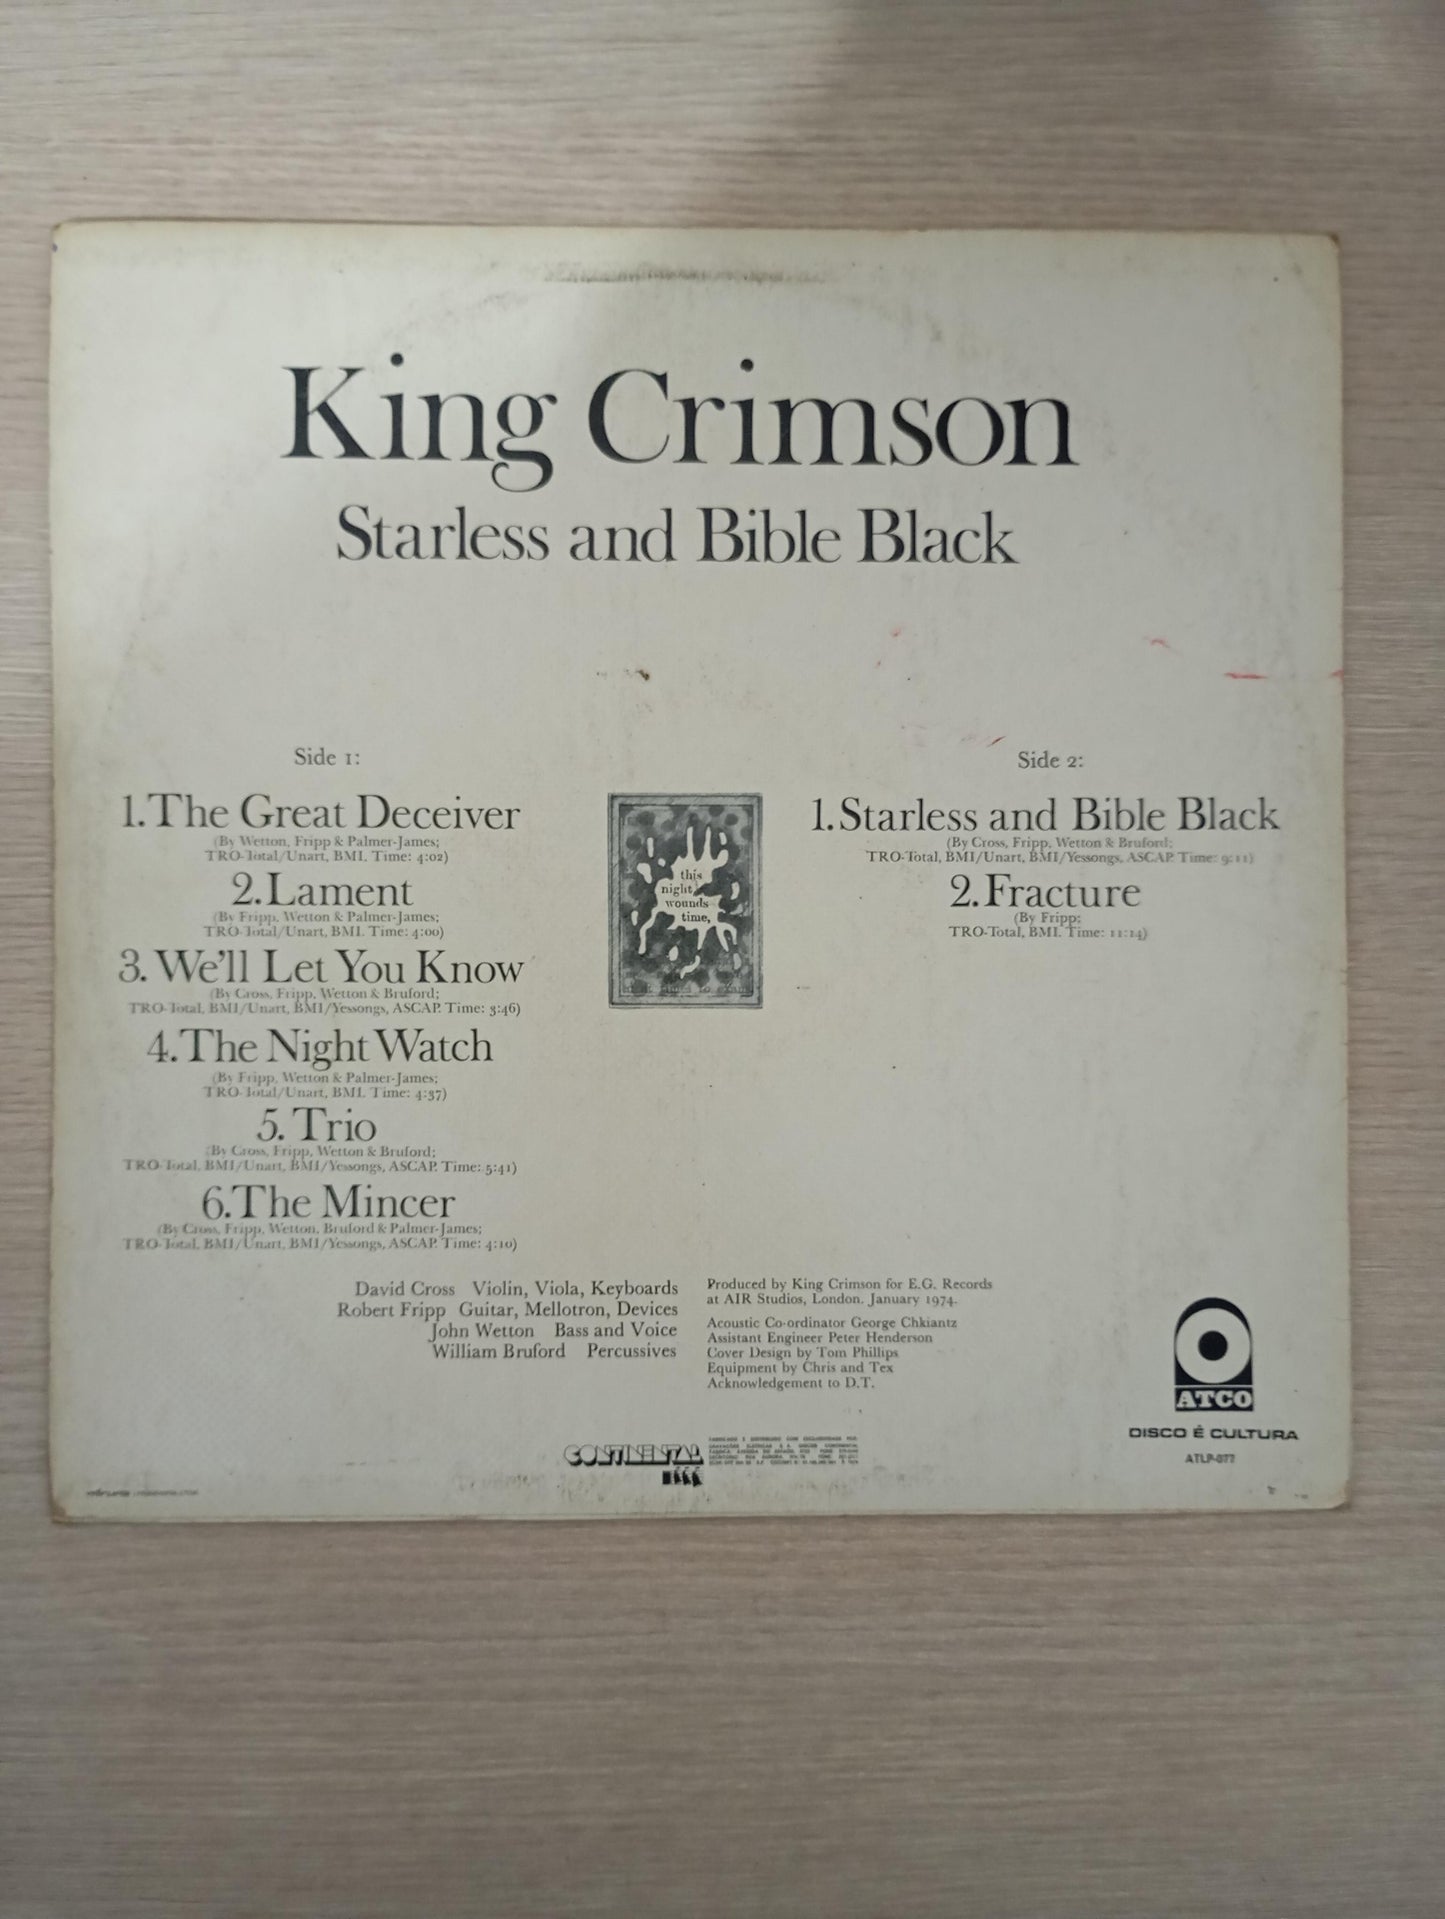 King Crimson
Starless and Bible Black
Side 1:
1.The Great Deceiver
(By Wetton, Fripp & Palmer-James;
TRO-Total/Unart, BMI. Time: 4:02)
2.Lament
(By Fripp, Wetton & Palmer-James;
TRO-Total/Unart, BMI. Time: 4:00)
3. We'll Let You Know
(By Cross, Fripp, Wetton & Bruford;
TRO-Total, BMI/Unart, BMI/Yessongs, ASCAP. Time: 3:46)
4.The Night Watch
(By Fripp, Wetton & Palmer-James;
TRO-Total/Unart, BMI. Time: 4:37)
5. Trio
(By Cross, Fripp, Wetton & Bruford;
TRO-Total, BMI/Unart, BMI/Yessongs, ASCAP. Time: 5:41)
6.The Mincer
(By Cross, Fripp, Wetton, Bruford & Palmer-James;
TRO-Total, BMI/Unart, BMI/Yessongs, ASCAP. Time: 4:10)
this
night
wounds
time,
Side 2:
1.Starless and Bible Black
(By Cross, Fripp, Wetton & Bruford;
TRO-Total, BMI/Unart, BMI/Yessongs, ASCAP. Time: 9:11)
2.Fracture
(By Fripp;
TRO-Total, BMI. Time: 11:14)
David Cross Violin, Viola, Keyboards
Robert Fripp Guitar, Mellotron, Devices
John Wetton Bass and Voice
William Bruford Percussives
Produced by King Crimson for E.G. Records
at AIR Studios, London. January 1974.
Acoustic Co-ordinator George Chkiantz
Assistant Engineer Peter Henderson
Cover Design by Tom Phillips
Equipment by Chris and Tex
Acknowledgement to D.T.
ATCO
DISCO É CULTURA
ATLP-077
CONTINENTAL